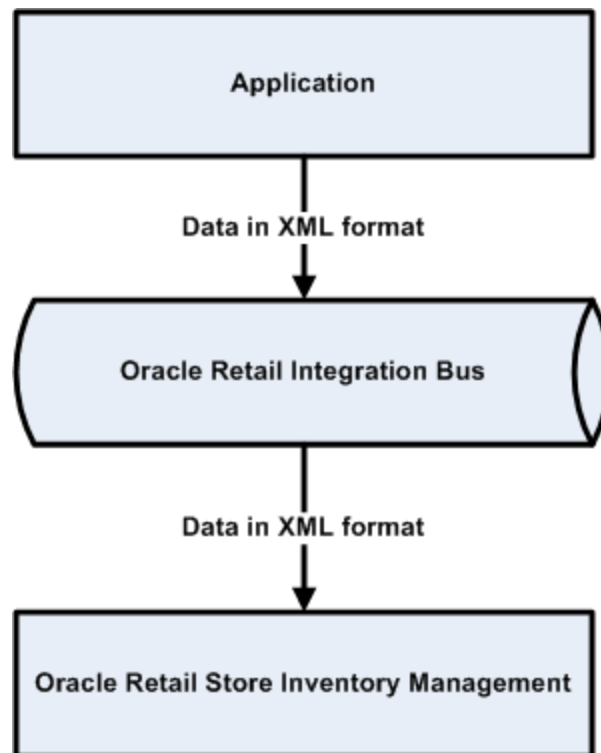 Application
Data in XML format
Oracle Retail Integration Bus
Data in XML format
Oracle Retail Store Inventory Management